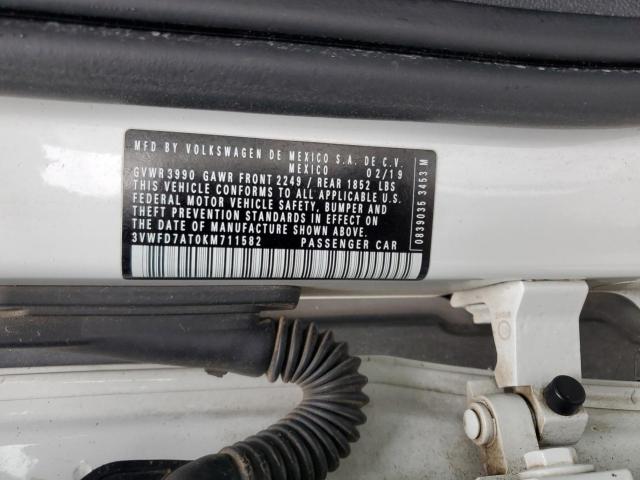 MFD BY VOLKSWAGEN DE MEXICO S.A. DE C.V.
MEXICO 02/19
GVWR3990 GAWR FRONT 2249 / REAR 1852 LBS
THIS VEHICLE CONFORMS TO ALL APPLICABLE U.S.
FEDERAL MOTOR VEHICLE SAFETY, BUMPER AND
THEFT PREVENTION STANDARDS IN EFFECT ON
THE DATE OF MANUFACTURE SHOWN ABOVE.
3VWFD7AT0KM711582 PASSENGER CAR
0839035 3453 M